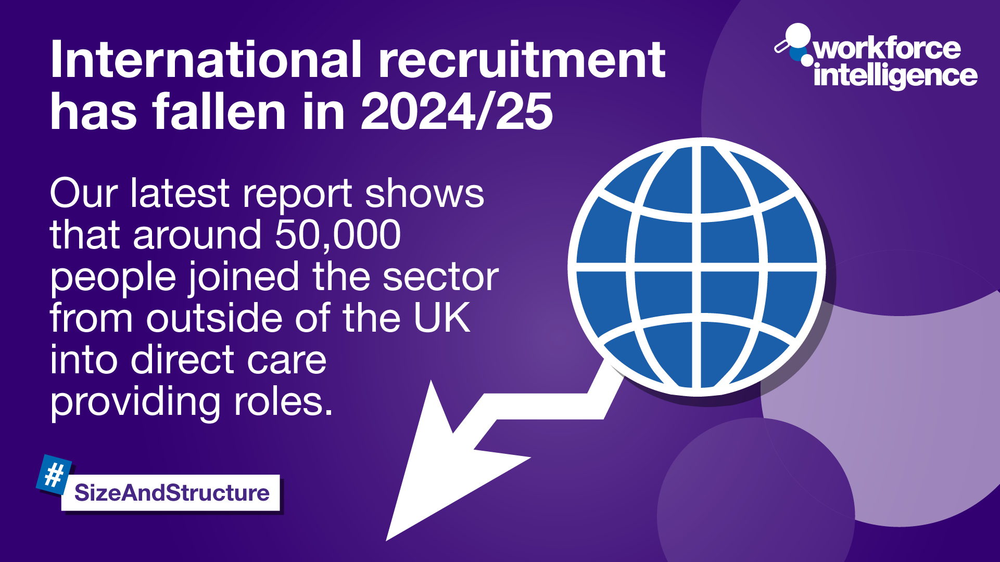 International recruitment
has fallen in 2024/25
workforce
intelligence
Our latest report shows
that around 50,000
people joined the sector
from outside of the UK
into direct care
providing roles.
#
SizeAndStructure